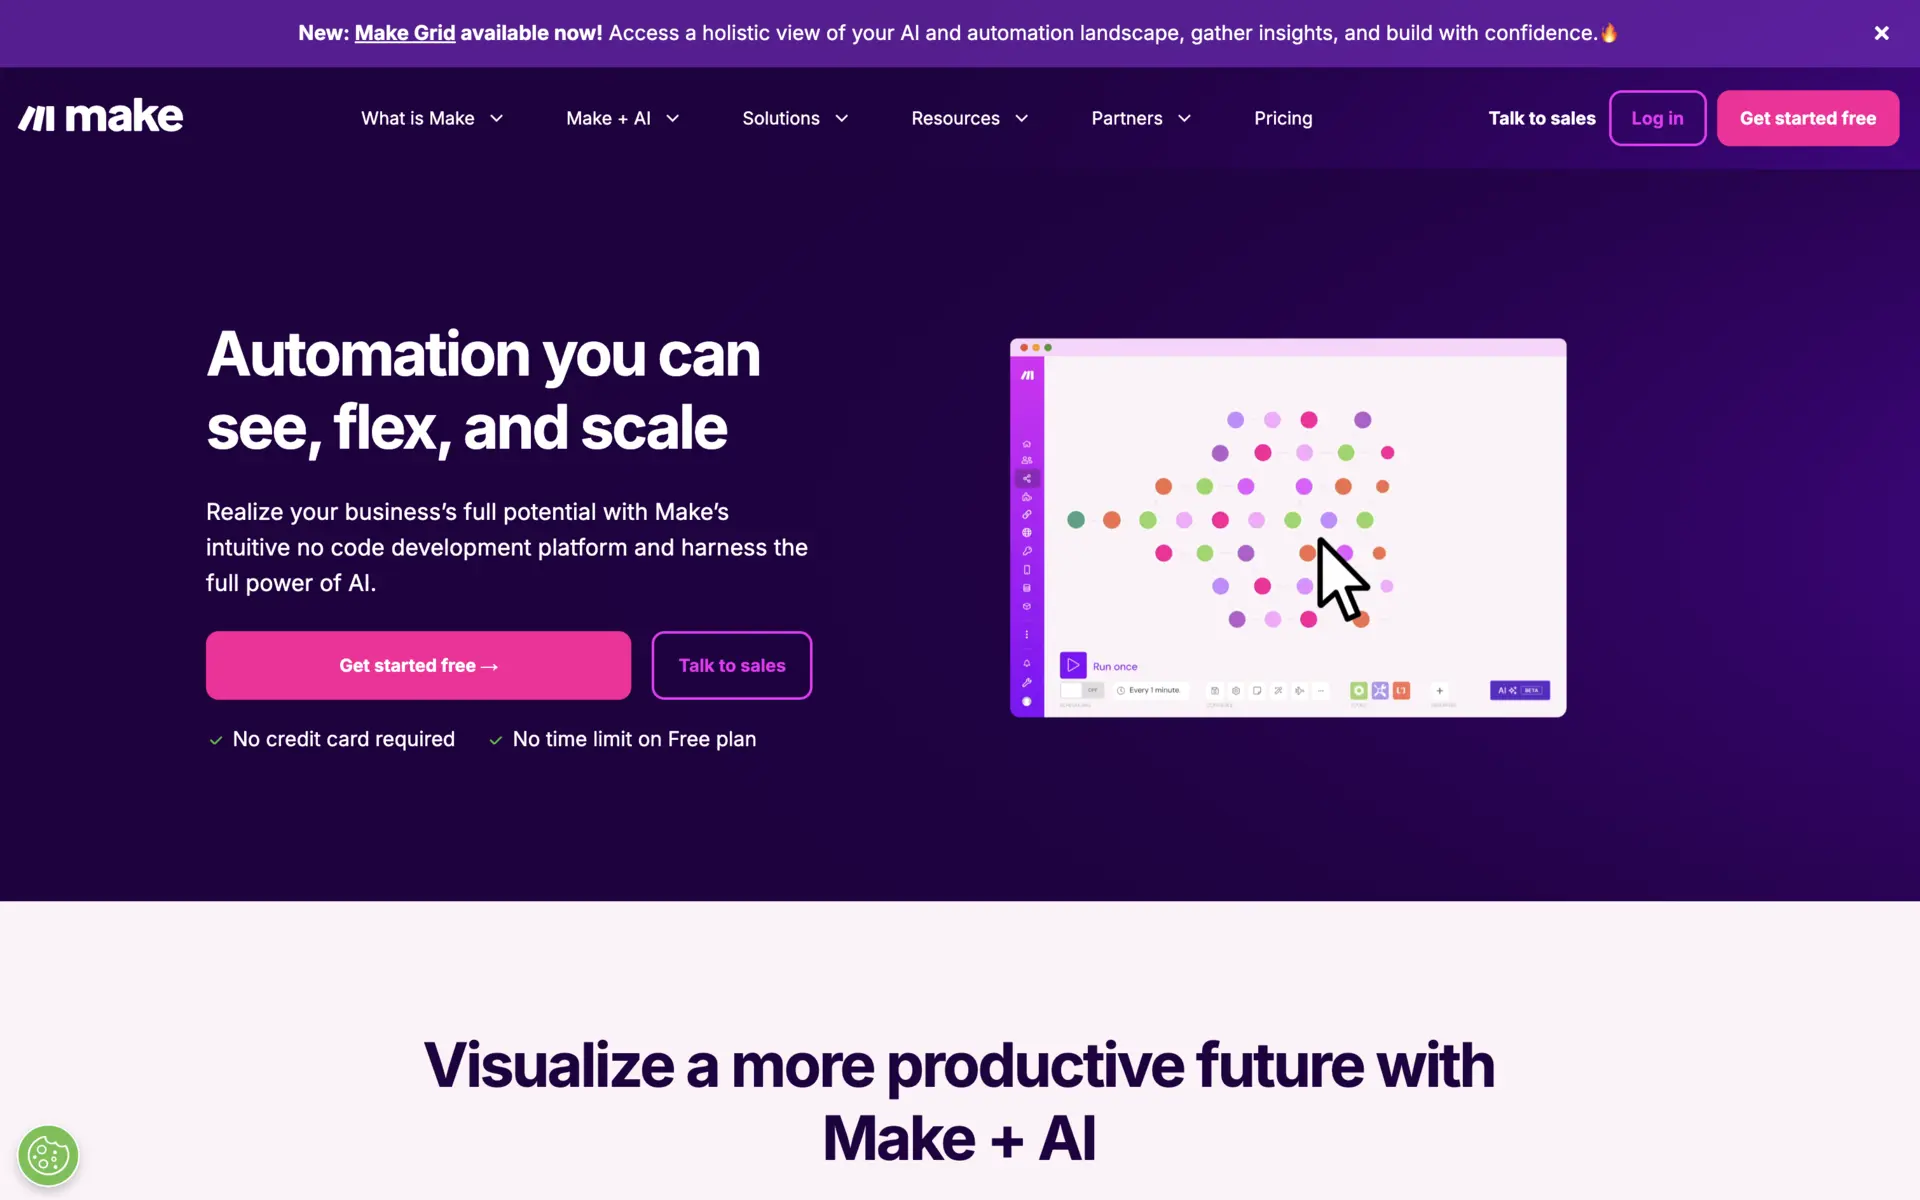 New: Make Grid available now! Access a holistic view of your AI and automation landscape, gather insights, and build with confidence.🔥
make
What is Make
Make + AI
Solutions
Resources
Partners
Pricing
Talk to sales
Log in
Get started free
Automation you can
see, flex, and scale
Realize your business’s full potential with Make’s
intuitive no code development platform and harness the
full power of AI.
Get started free →
Talk to sales
No credit card required
No time limit on Free plan
Run once
OFF
Every 1 minute
AI BETA
Visualize a more productive future with
Make + AI